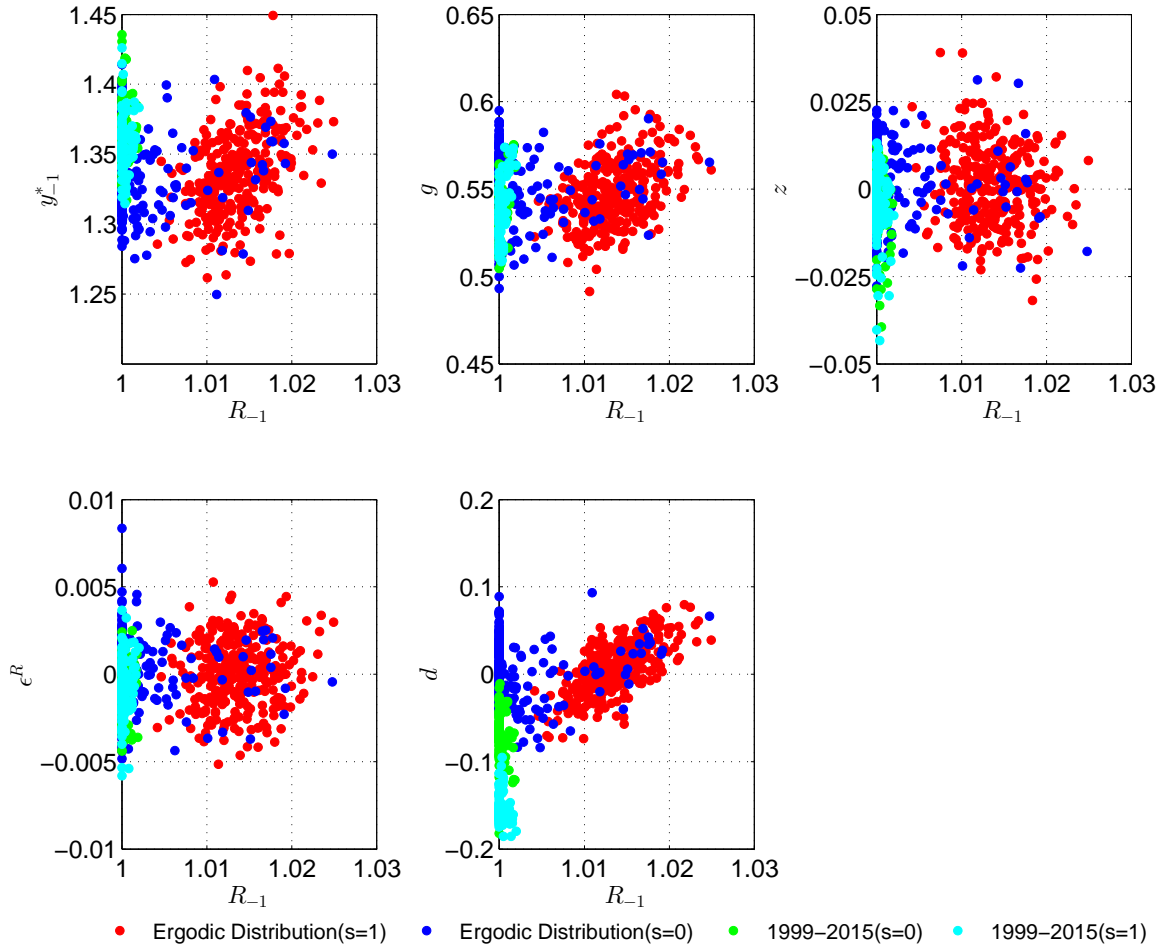 1.45
1.4
1.35
1.3
1.25
y*₋₁
1 1.01 1.02 1.03
R₋₁
0.65
0.6
0.55
0.5
0.45
g
1 1.01 1.02 1.03
R₋₁
0.05
0.025
0
−0.025
−0.05
z
1 1.01 1.02 1.03
R₋₁
0.01
0.005
0
−0.005
−0.01
ϵᴿ
1 1.01 1.02 1.03
R₋₁
0.2
0.1
0
−0.1
−0.2
d
1 1.01 1.02 1.03
R₋₁
Ergodic Distribution(s=1) Ergodic Distribution(s=0) 1999−2015(s=0) 1999−2015(s=1)